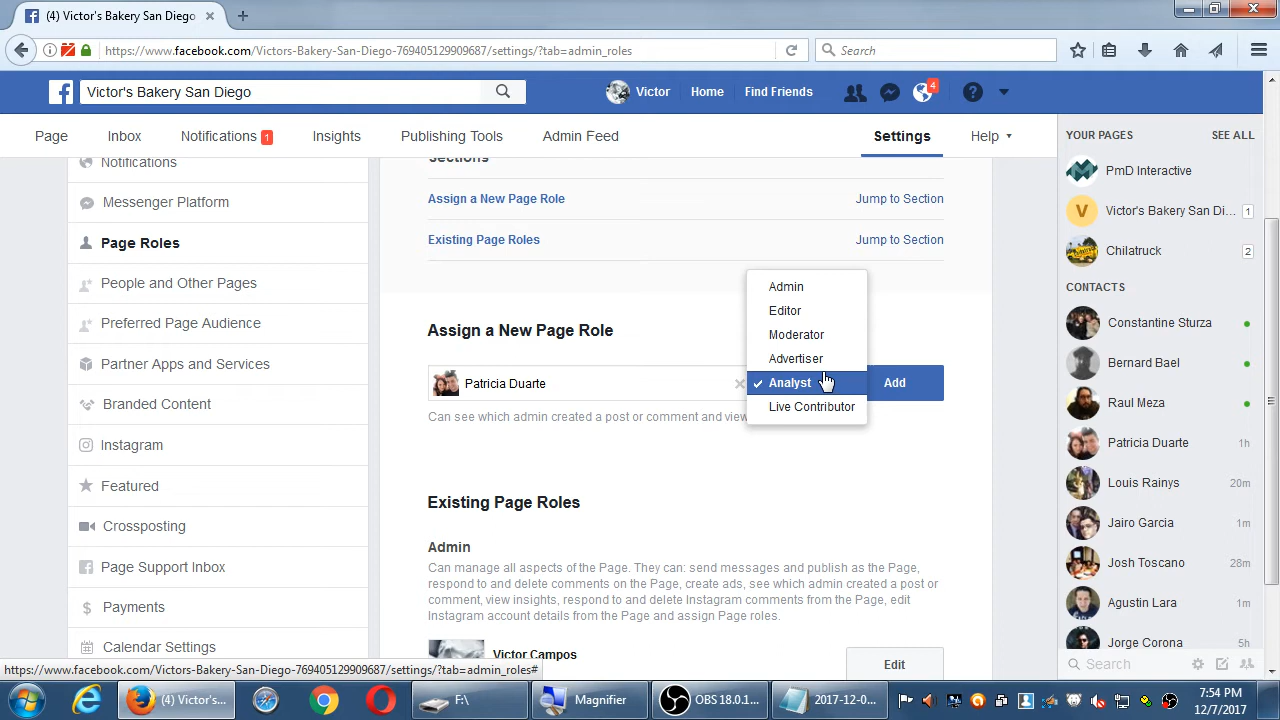 (4) Victor's Bakery San Diego
https://www.facebook.com/Victors-Bakery-San-Diego-769405129909687/settings/?tab=admin_roles
Search
Victor's Bakery San Diego
Victor
Home
Find Friends
4
Page
Inbox
Notifications 1
Insights
Publishing Tools
Admin Feed
Settings
Help
Notifications
Messenger Platform
Page Roles
People and Other Pages
Preferred Page Audience
Partner Apps and Services
Branded Content
Instagram
Featured
Crossposting
Page Support Inbox
Payments
Calendar Settings
https://www.facebook.com/Victors-Bakery-San-Diego-769405129909687/settings/?tab=admin_roles#
Sections
Assign a New Page Role Jump to Section
Existing Page Roles Jump to Section
Assign a New Page Role
Patricia Duarte
Add
Can see which admin created a post or comment and view
Admin
Editor
Moderator
Advertiser
Analyst
Live Contributor
Existing Page Roles
Admin
Can manage all aspects of the Page. They can: send messages and publish as the Page,
respond to and delete comments on the Page, create ads, see which admin created a post or
comment, view insights, respond to and delete Instagram comments from the Page, edit
Instagram account details from the Page and assign Page roles.
Victor Campos
Edit
YOUR PAGES SEE ALL
PmD Interactive
V Victor's Bakery San Di... 1
Chilatruck 2
CONTACTS
Constantine Sturza
Bernard Bael
Raul Meza
Patricia Duarte 1h
Louis Rainys 20m
Jairo Garcia 1m
Josh Toscano 28m
Agustin Lara 1m
Jorge Corona 5h
Search
(4) Victor's...
F:\
Magnifier
OBS 18.0.1...
2017-12-0...
7:54 PM
12/7/2017